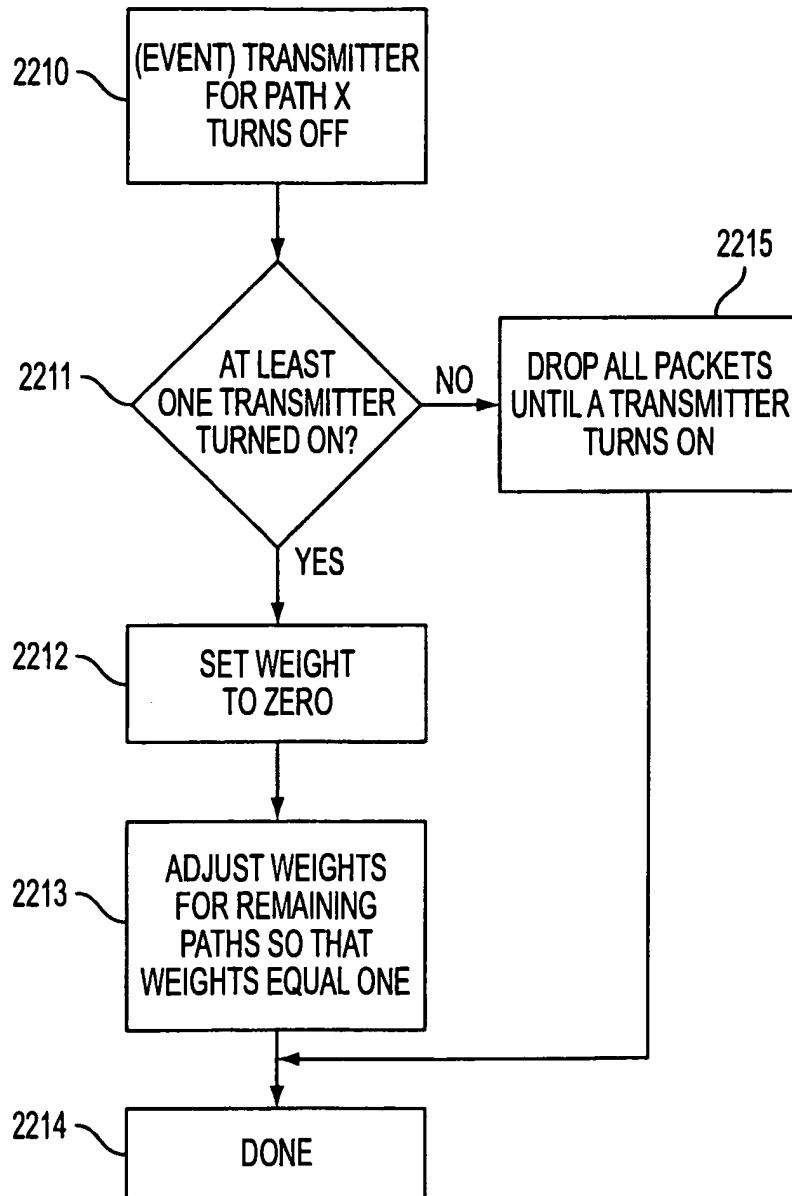 2210
(EVENT) TRANSMITTER
FOR PATH X
TURNS OFF
2211
AT LEAST
ONE TRANSMITTER
TURNED ON?
NO
2215
DROP ALL PACKETS
UNTIL A TRANSMITTER
TURNS ON
YES
2212
SET WEIGHT
TO ZERO
2213
ADJUST WEIGHTS
FOR REMAINING
PATHS SO THAT
WEIGHTS EQUAL ONE
2214
DONE